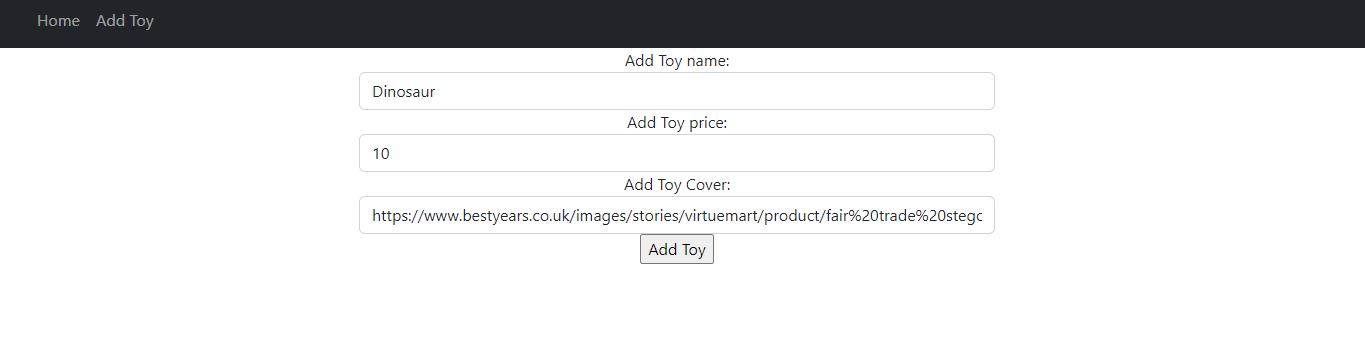 Home Add Toy
Add Toy name:
Dinosaur
Add Toy price:
10
Add Toy Cover:
https://www.bestyears.co.uk/images/stories/virtuemart/product/fair%20trade%20stegc
Add Toy